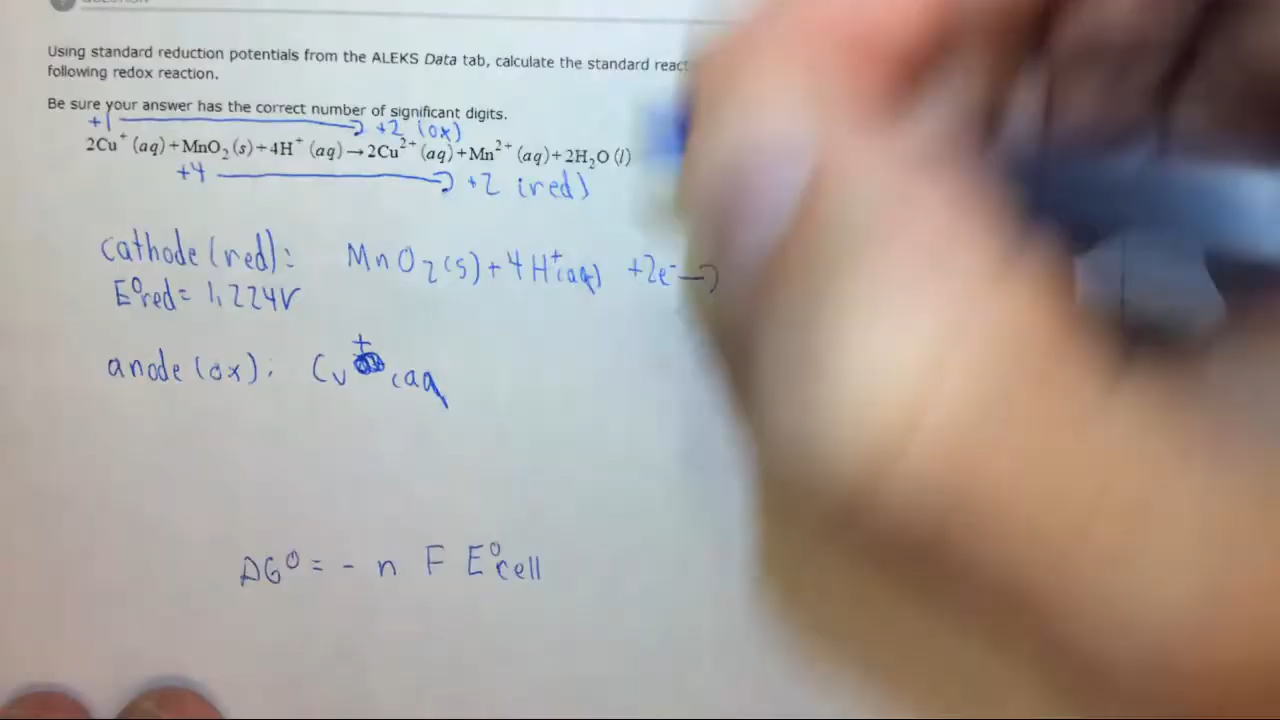 Using standard reduction potentials from the ALEKS Data tab, calculate the standard react
following redox reaction.
Be sure your answer has the correct number of significant digits.
+1 → +2 (ox)
2Cu⁺(aq)+MnO₂(s)+4H⁺(aq)→2Cu²⁺(aq)+Mn²⁺(aq)+2H₂O(l)
+4 → +2 (red)
cathode (red): MnO₂(s)+4H⁺(aq) +2e⁻→
E°red = 1.224V
anode (ox): Cu⁺(aq
ΔG° = - n F E°cell